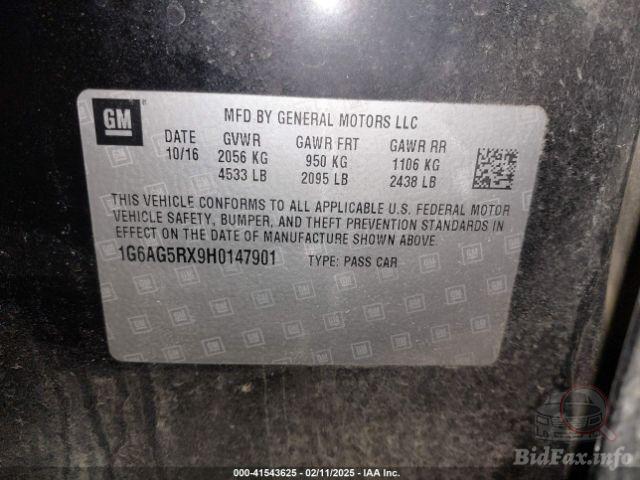 GM
MFD BY GENERAL MOTORS LLC
DATE GVWR GAWR FRT GAWR RR
10/16 2056 KG 950 KG 1106 KG
4533 LB 2095 LB 2438 LB
THIS VEHICLE CONFORMS TO ALL APPLICABLE U.S. FEDERAL MOTOR
VEHICLE SAFETY, BUMPER, AND THEFT PREVENTION STANDARDS IN
EFFECT ON THE DATE OF MANUFACTURE SHOWN ABOVE.
1G6AG5RX9H0147901 TYPE: PASS CAR
BidFax.info
000-41543625 - 02/11/2025 - IAA Inc.